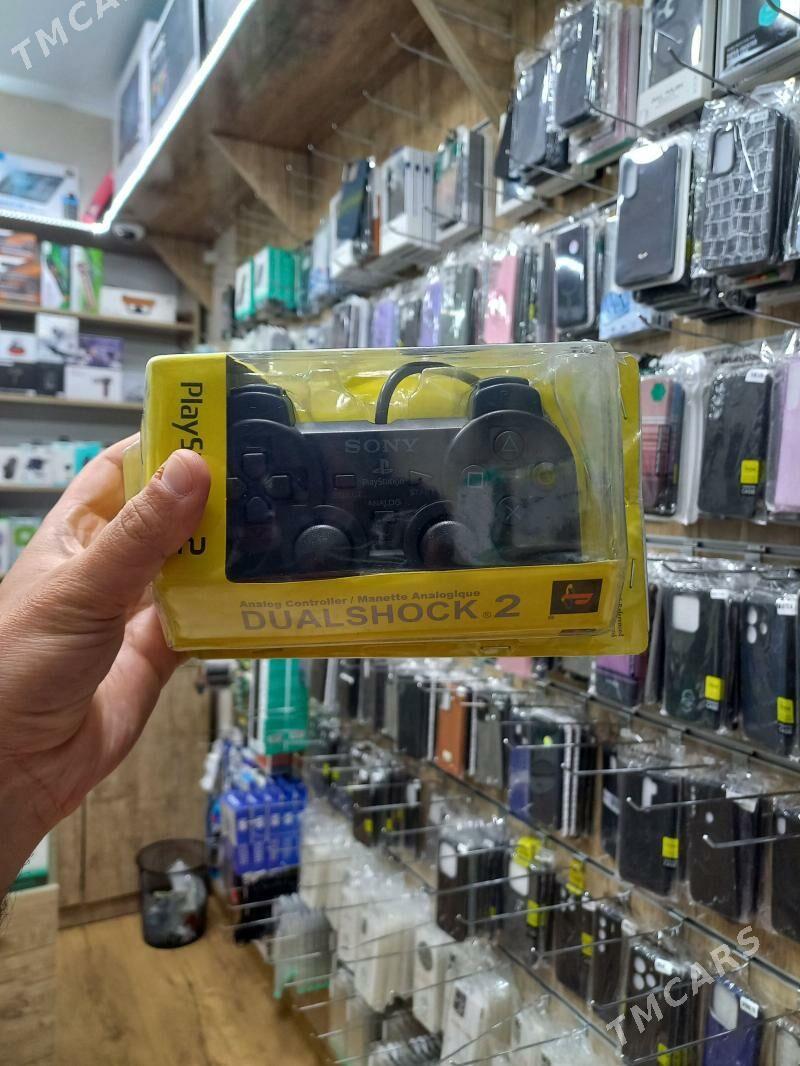 TMCARS
PlayS
2
SONY
PlayStation
ANALOG
Analog Controller / Manette Analogique
DUALSHOCK® 2
TMCARS